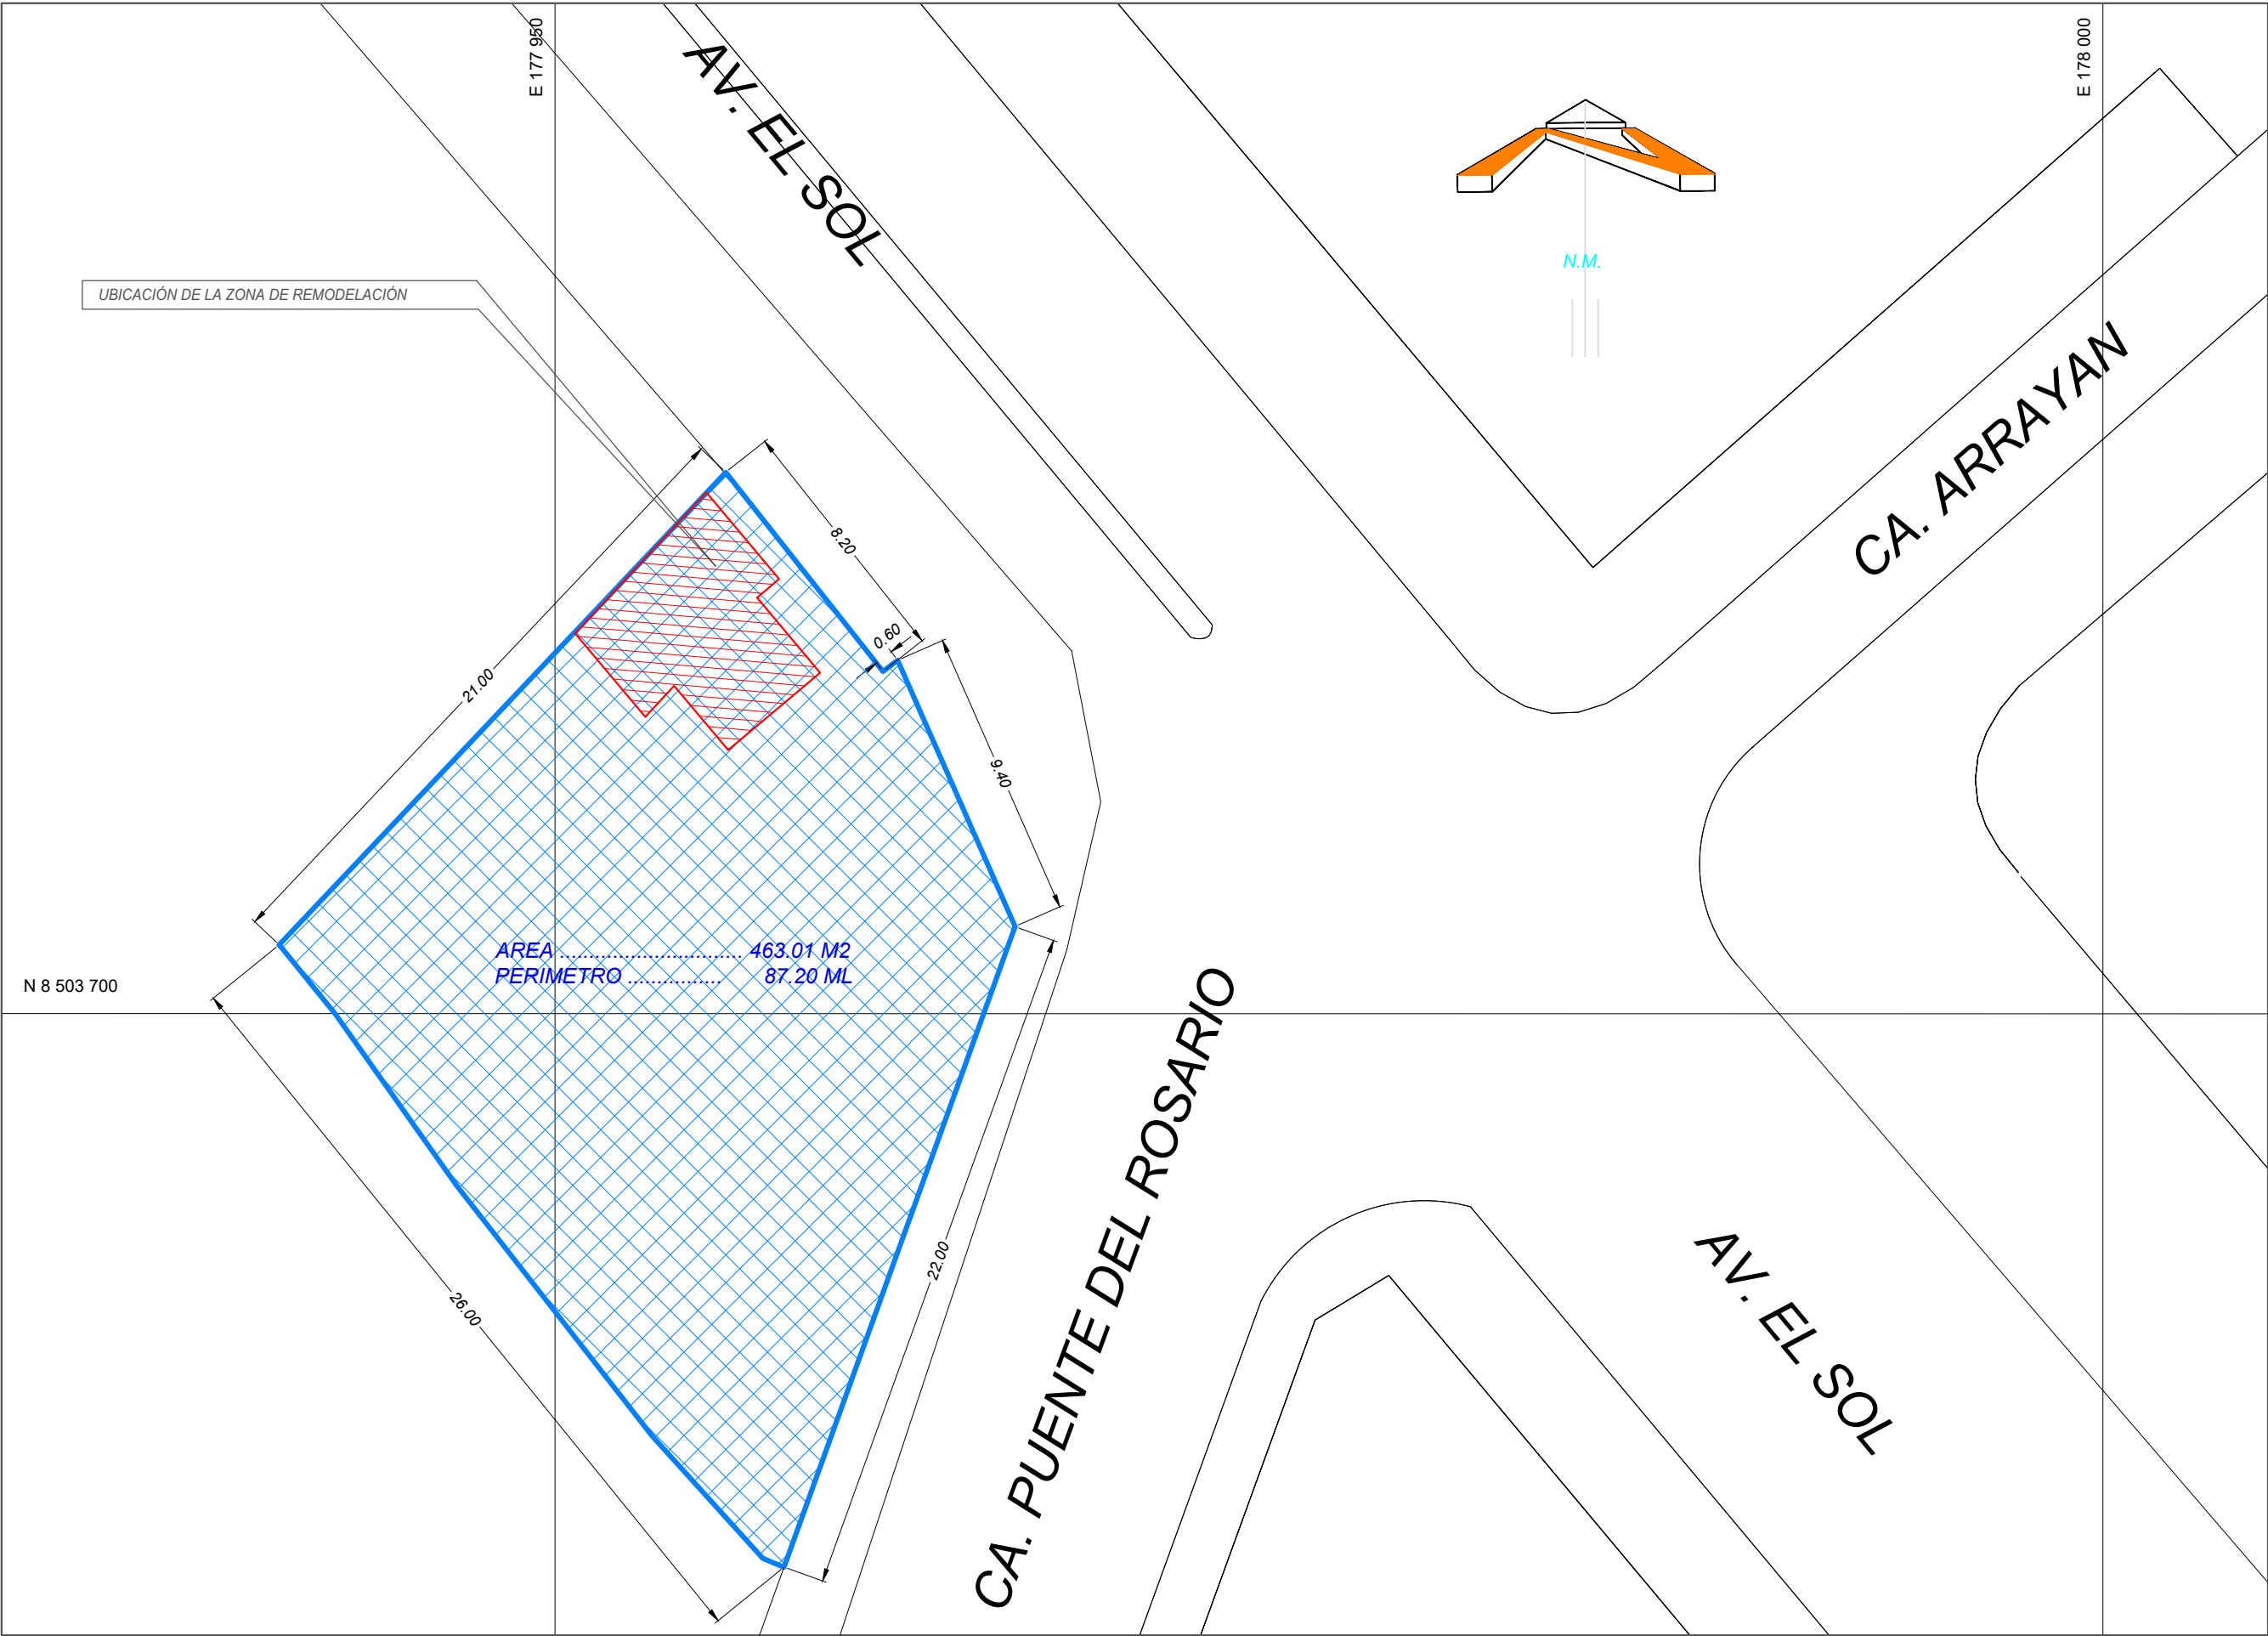 E 177 950
E 178 000
AV. EL SOL
N.M.
UBICACIÓN DE LA ZONA DE REMODELACIÓN
CA. ARRAYAN
8.20
0.60
21.00
9.40
AREA ............................... 463.01 M2
PERIMETRO ................ 87.20 ML
N 8 503 700
CA. PUENTE DEL ROSARIO
22.00
26.00
AV. EL SOL